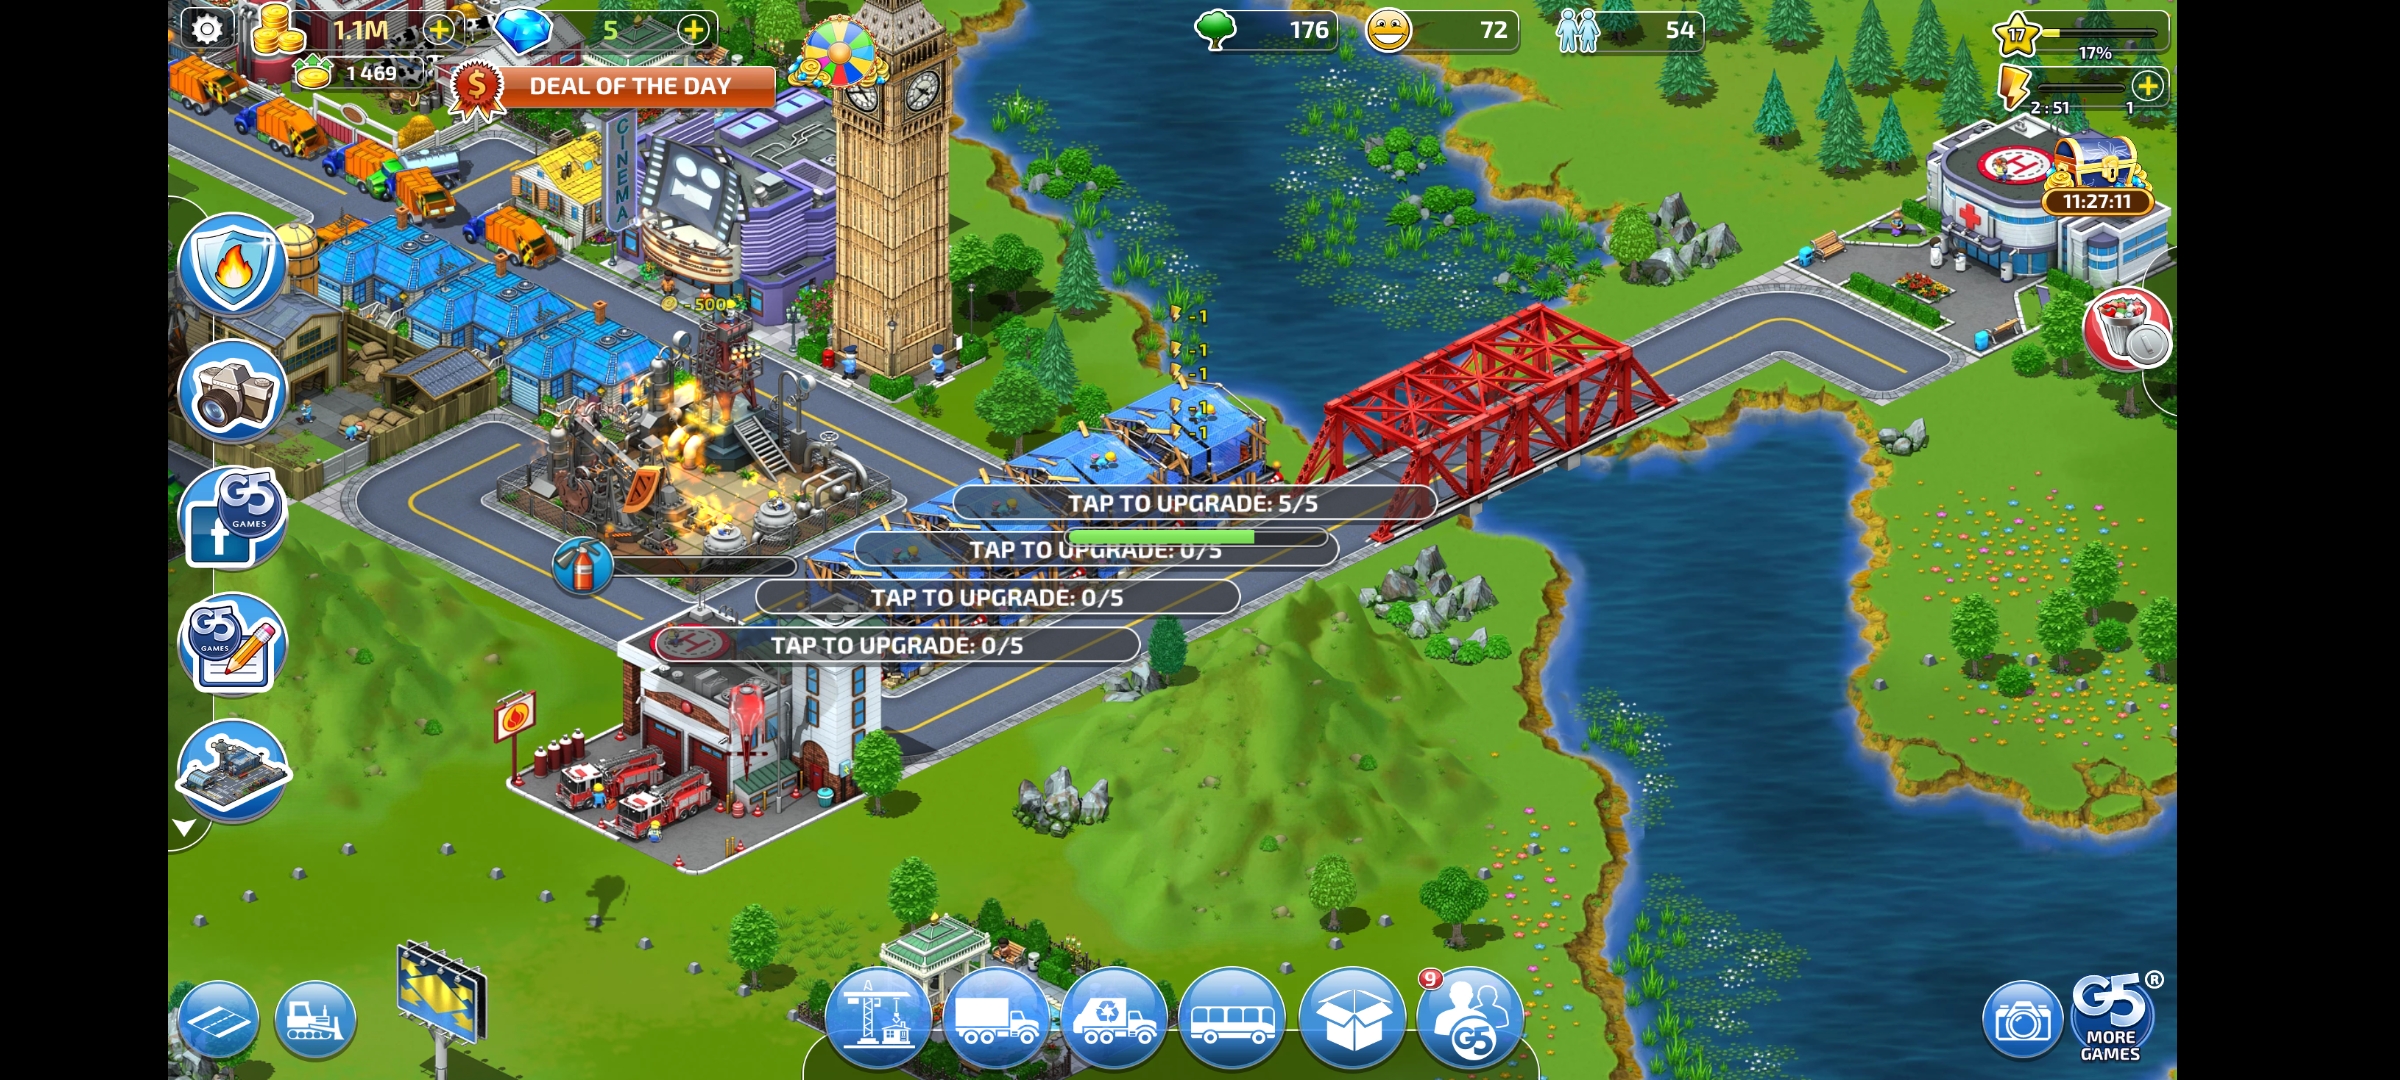 1.1M
5
176
72
54
17
17%
1 469
DEAL OF THE DAY
2:51
1
CINEMA
11:27:11
-500
-1
-1
-1
-1
-1
G5
GAMES
f
TAP TO UPGRADE: 5/5
TAP TO UPGRADE: 0/5
TAP TO UPGRADE: 0/5
TAP TO UPGRADE: 0/5
G5
GAMES
H
H
9
G5
G5®
MORE
GAMES